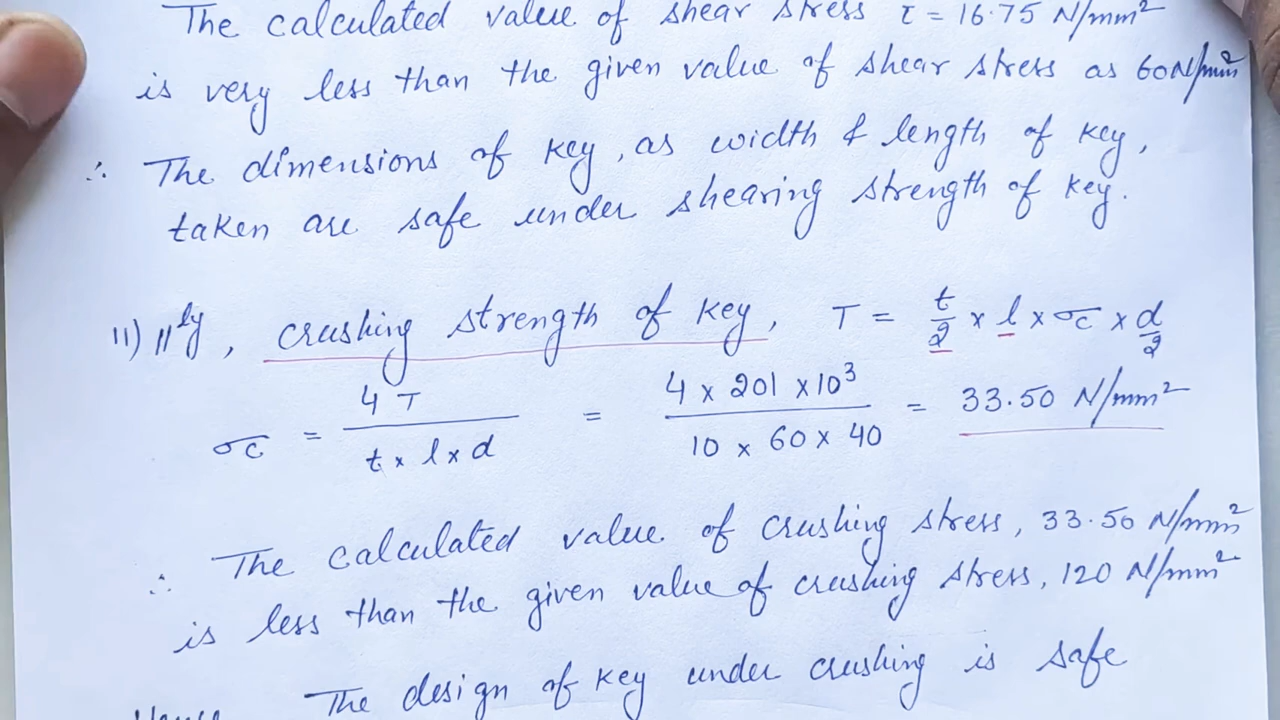 The calculated value of shear stress τ = 16.75 N/mm²
is very less than the given value of shear stress as 60N/mm²
∴ The dimensions of key, as width & length of key,
taken are safe under shearing strength of key.
11) 11ly, crushing strength of key, T = t/2 x l x σc x d/2
σc = 4T / t x l x d = 4 x 201 x 10³ / 10 x 60 x 40 = 33.50 N/mm²
∴ The calculated value of crushing stress, 33.50 N/mm²
is less than the given value of crushing stress, 120 N/mm²
Hence The design of key under crushing is safe